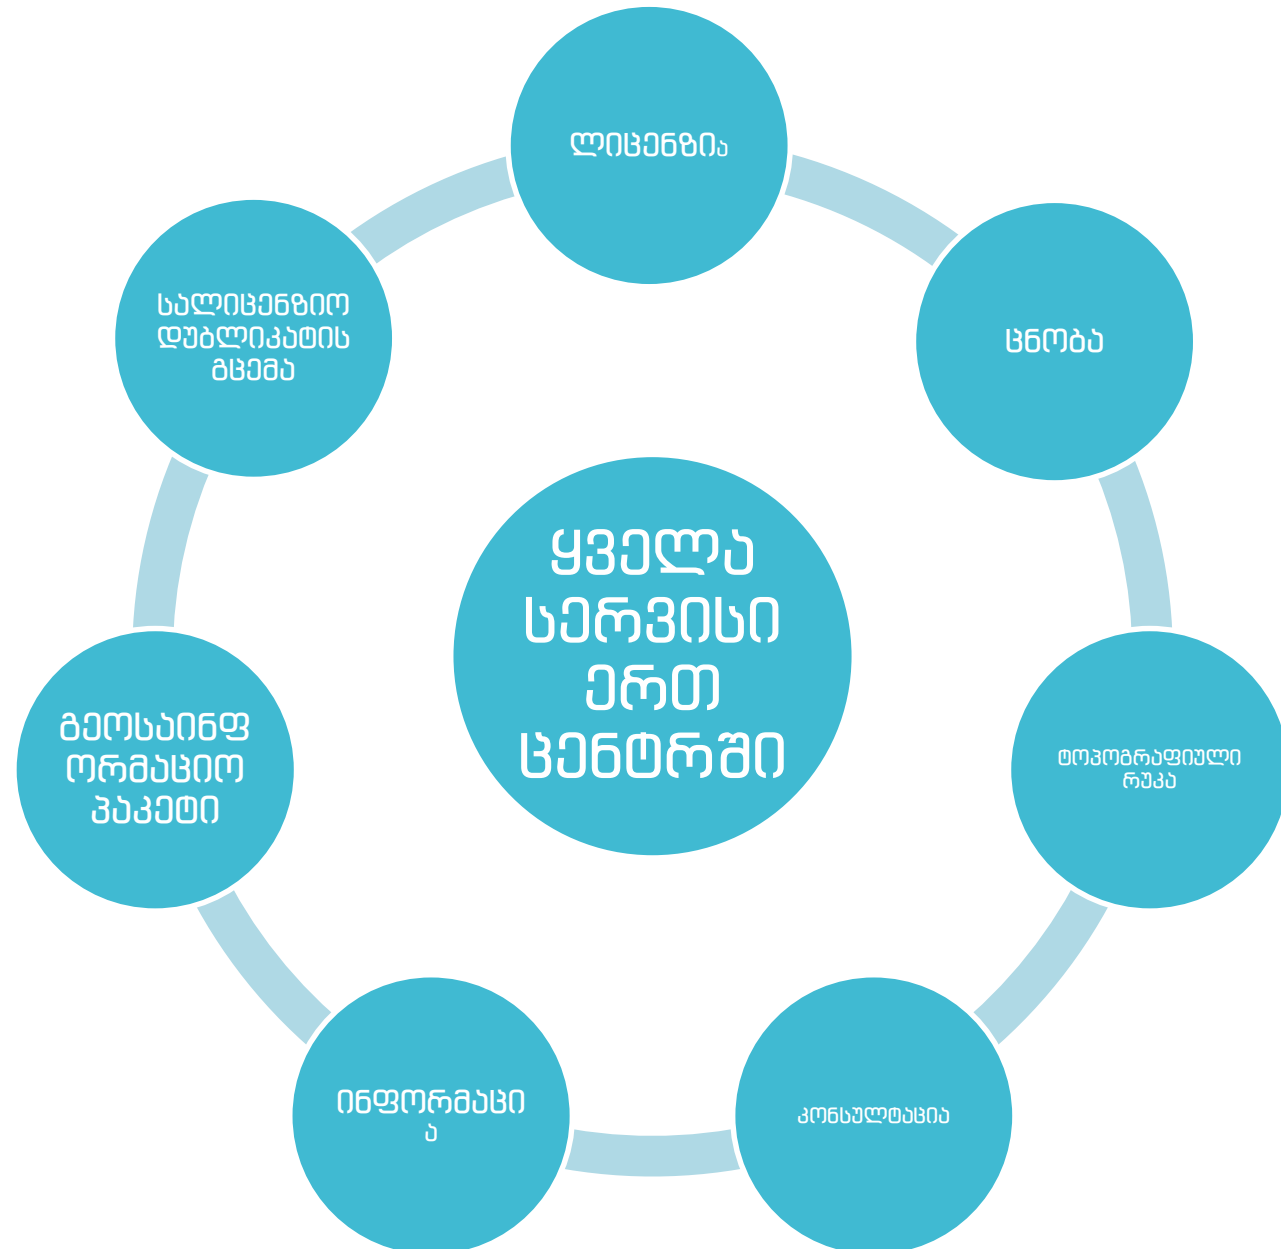 ლიცენზია
ცნობა
ტოპოგრაფიული
რუკა
კონსულტაცია
ინფორმაცი
ა
გეოსაინფ
ორმაციო
პაკეტი
სალიცენზიო
დუბლიკატის
გცემა
ყველა
სერვისი
ერთ
ცენტრში